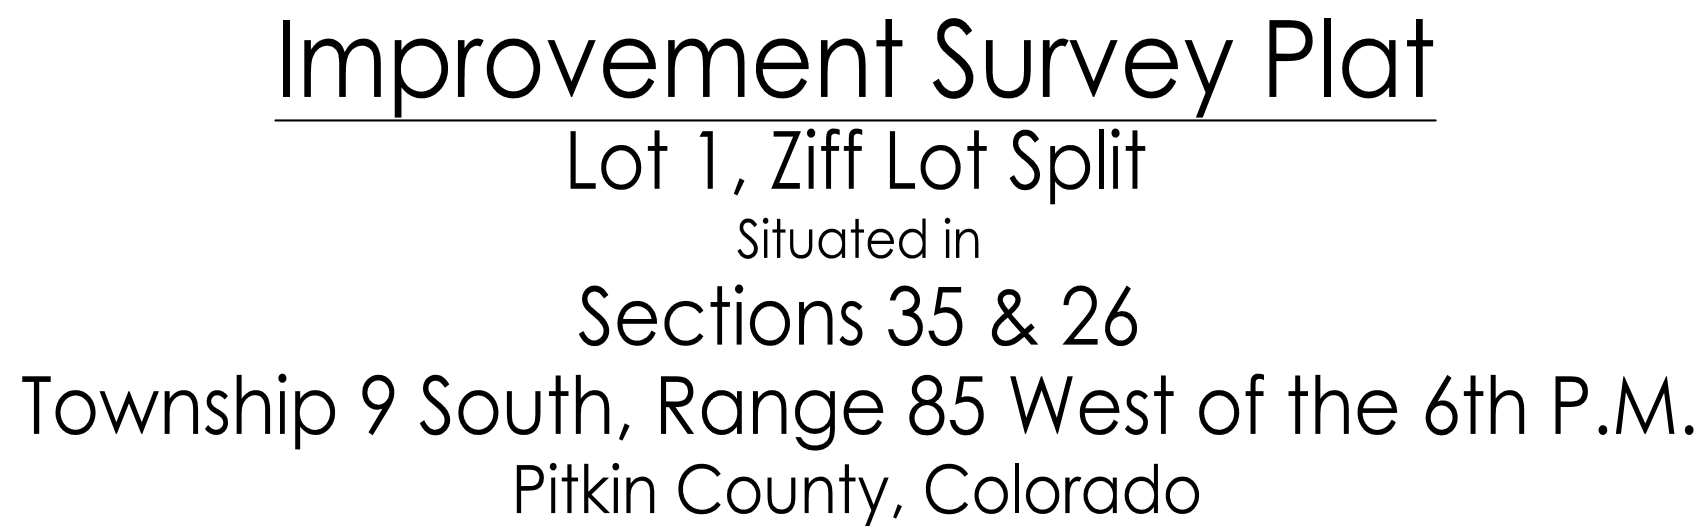 Improvement Survey Plat
Lot 1, Ziff Lot Split
Situated in
Sections 35 & 26
Township 9 South, Range 85 West of the 6th P.M.
Pitkin County, Colorado